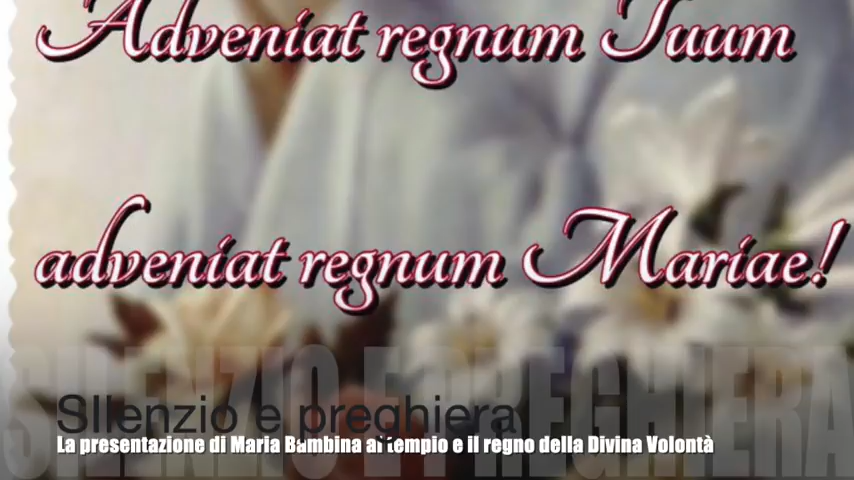 Adveniat regnum Tuum
adveniat regnum Mariae!
SILENZIO E PREGHIERA
SIlenzio e preghiera
La presentazione di Maria Bambina al tempio e il regno della Divina Volontà